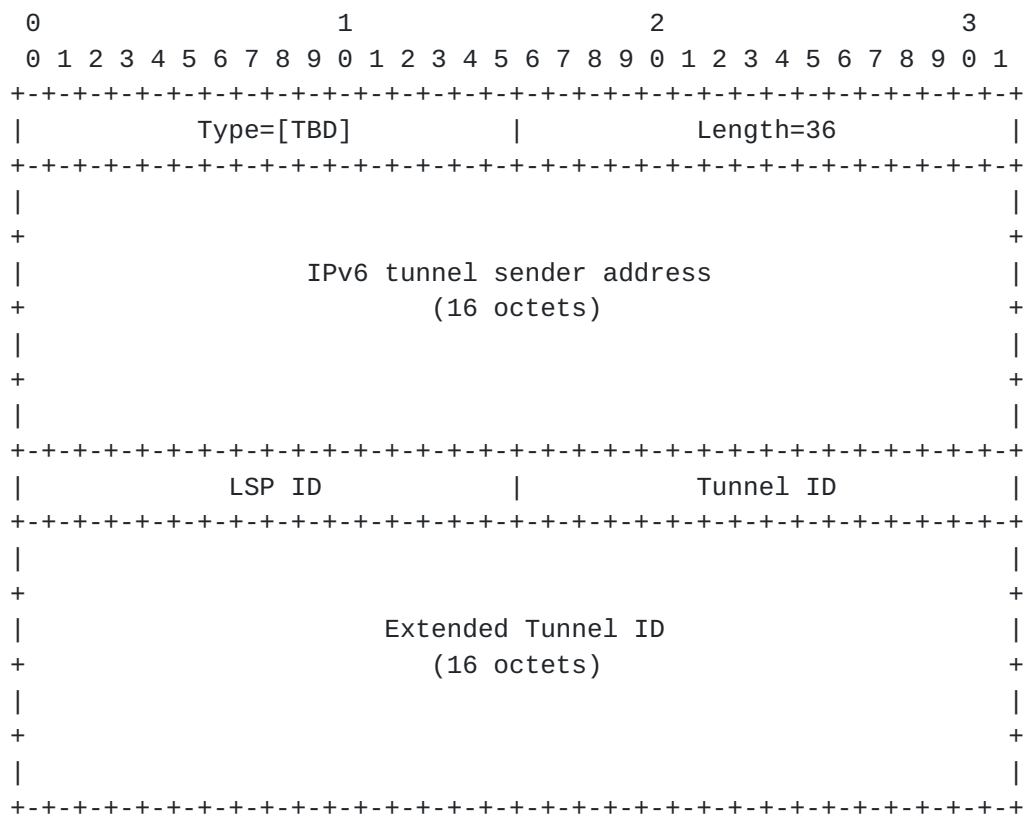 0                   1                   2                   3
 0 1 2 3 4 5 6 7 8 9 0 1 2 3 4 5 6 7 8 9 0 1 2 3 4 5 6 7 8 9 0 1
+-+-+-+-+-+-+-+-+-+-+-+-+-+-+-+-+-+-+-+-+-+-+-+-+-+-+-+-+-+-+-+-+
|           Type=[TBD]          |           Length=36           |
+-+-+-+-+-+-+-+-+-+-+-+-+-+-+-+-+-+-+-+-+-+-+-+-+-+-+-+-+-+-+-+-+
|                                                               |
+                                                               +
|                  IPv6 tunnel sender address                   |
+                          (16 octets)                          +
|                                                               |
+                                                               +
|                                                               |
+-+-+-+-+-+-+-+-+-+-+-+-+-+-+-+-+-+-+-+-+-+-+-+-+-+-+-+-+-+-+-+-+
|             LSP ID            |           Tunnel ID           |
+-+-+-+-+-+-+-+-+-+-+-+-+-+-+-+-+-+-+-+-+-+-+-+-+-+-+-+-+-+-+-+-+
|                                                               |
+                                                               +
|                       Extended Tunnel ID                      |
+                          (16 octets)                          +
|                                                               |
+                                                               +
|                                                               |
+-+-+-+-+-+-+-+-+-+-+-+-+-+-+-+-+-+-+-+-+-+-+-+-+-+-+-+-+-+-+-+-+